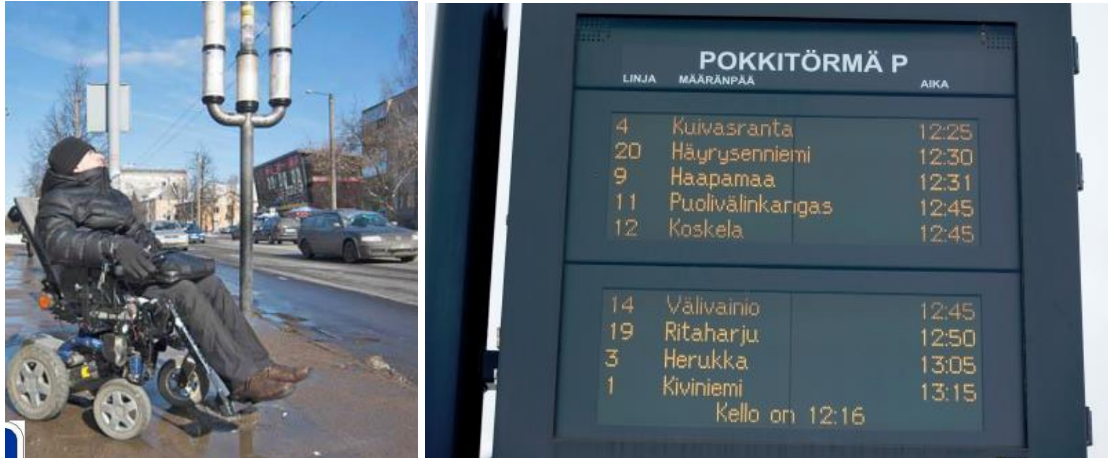 POKKITÖRMÄ P
LINJA MÄÄRÄNPÄÄ AIKA
4 Kuivasranta 12:25
20 Häyrysenniemi 12:30
9 Haapamaa 12:31
11 Puolivälinkangas 12:45
12 Koskela 12:45
14 Välivainio 12:45
19 Ritaharju 12:50
3 Herukka 13:05
1 Kiviniemi 13:15
Kello on 12:16